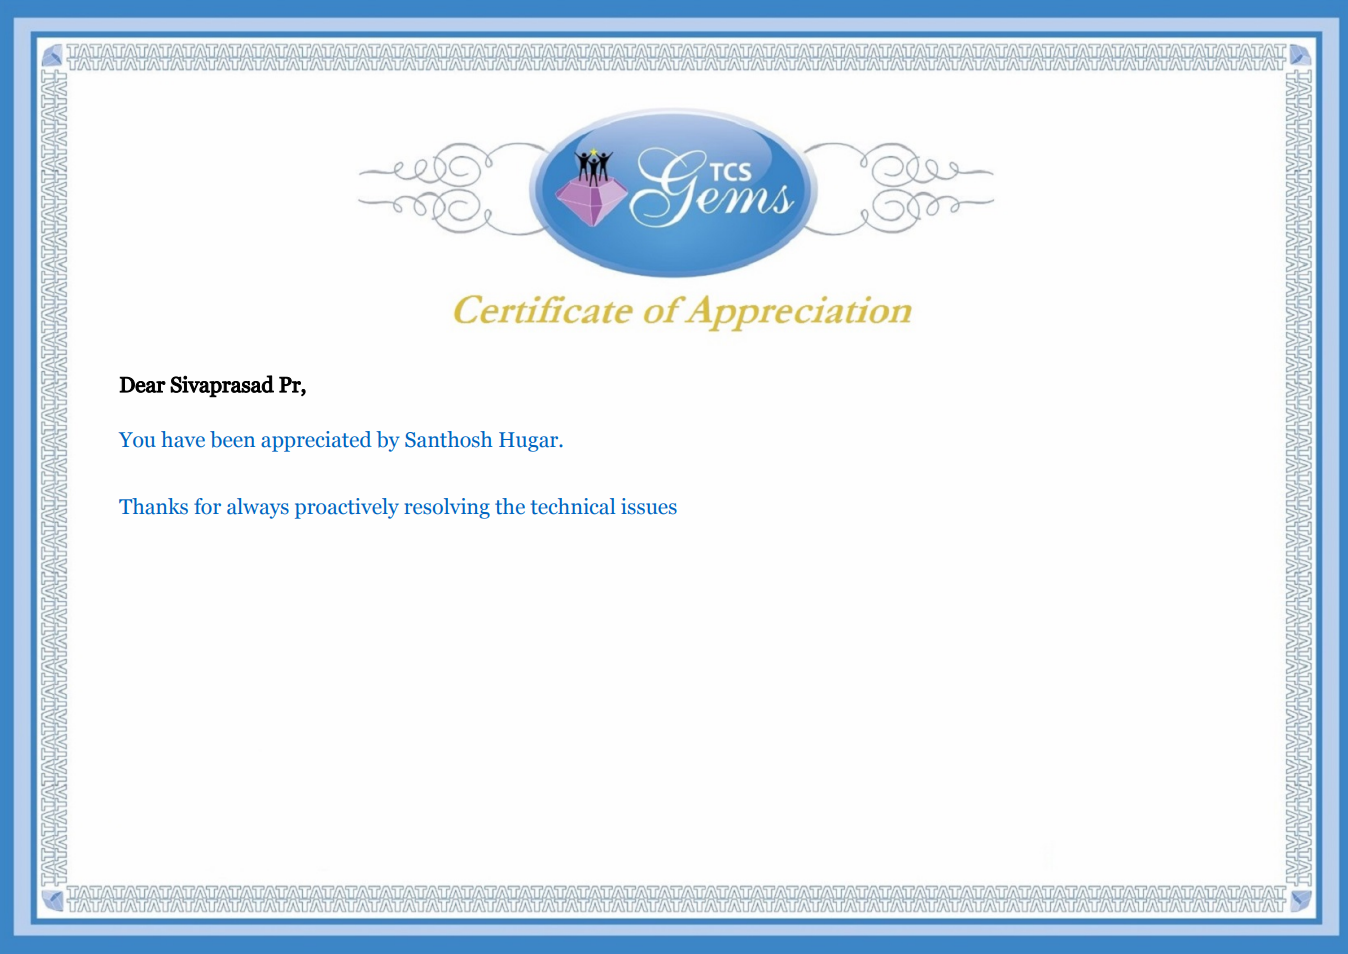 TCS
Gems
Certificate of Appreciation
Dear Sivaprasad Pr,
You have been appreciated by Santhosh Hugar.
Thanks for always proactively resolving the technical issues